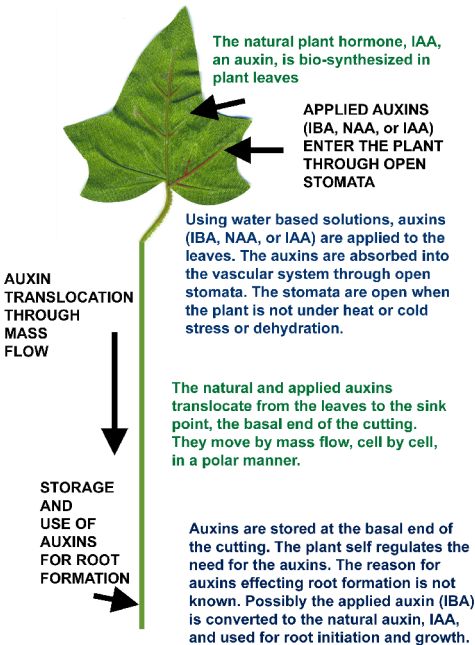 The natural plant hormone, IAA,
an auxin, is bio-synthesized in
plant leaves
APPLIED AUXINS
(IBA, NAA, or IAA)
ENTER THE PLANT
THROUGH OPEN
STOMATA
Using water based solutions, auxins
(IBA, NAA, or IAA) are applied to the
leaves. The auxins are absorbed into
the vascular system through open
stomata. The stomata are open when
the plant is not under heat or cold
stress or dehydration.
AUXIN
TRANSLOCATION
THROUGH
MASS
FLOW
The natural and applied auxins
translocate from the leaves to the sink
point, the basal end of the cutting.
They move by mass flow, cell by cell,
in a polar manner.
STORAGE
AND
USE OF
AUXINS
FOR ROOT
FORMATION
Auxins are stored at the basal end of
the cutting. The plant self regulates the
need for the auxins. The reason for
auxins effecting root formation is not
known. Possibly the applied auxin (IBA)
is converted to the natural auxin, IAA,
and used for root initiation and growth.